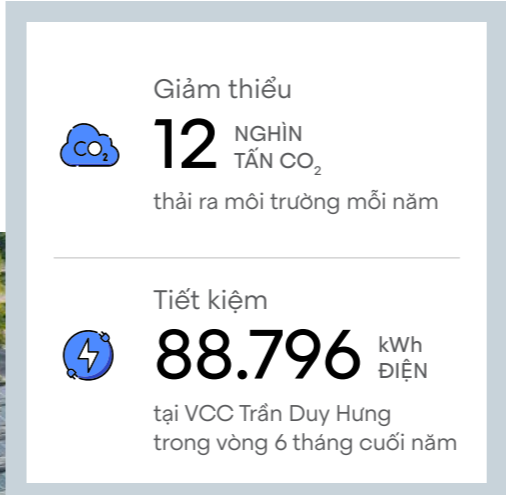 Giảm thiểu
12 NGHÌN
TẤN CO₂
thải ra môi trường mỗi năm
CO₂
Tiết kiệm
88.796 kWh
ĐIỆN
tại VCC Trần Duy Hưng
trong vòng 6 tháng cuối năm